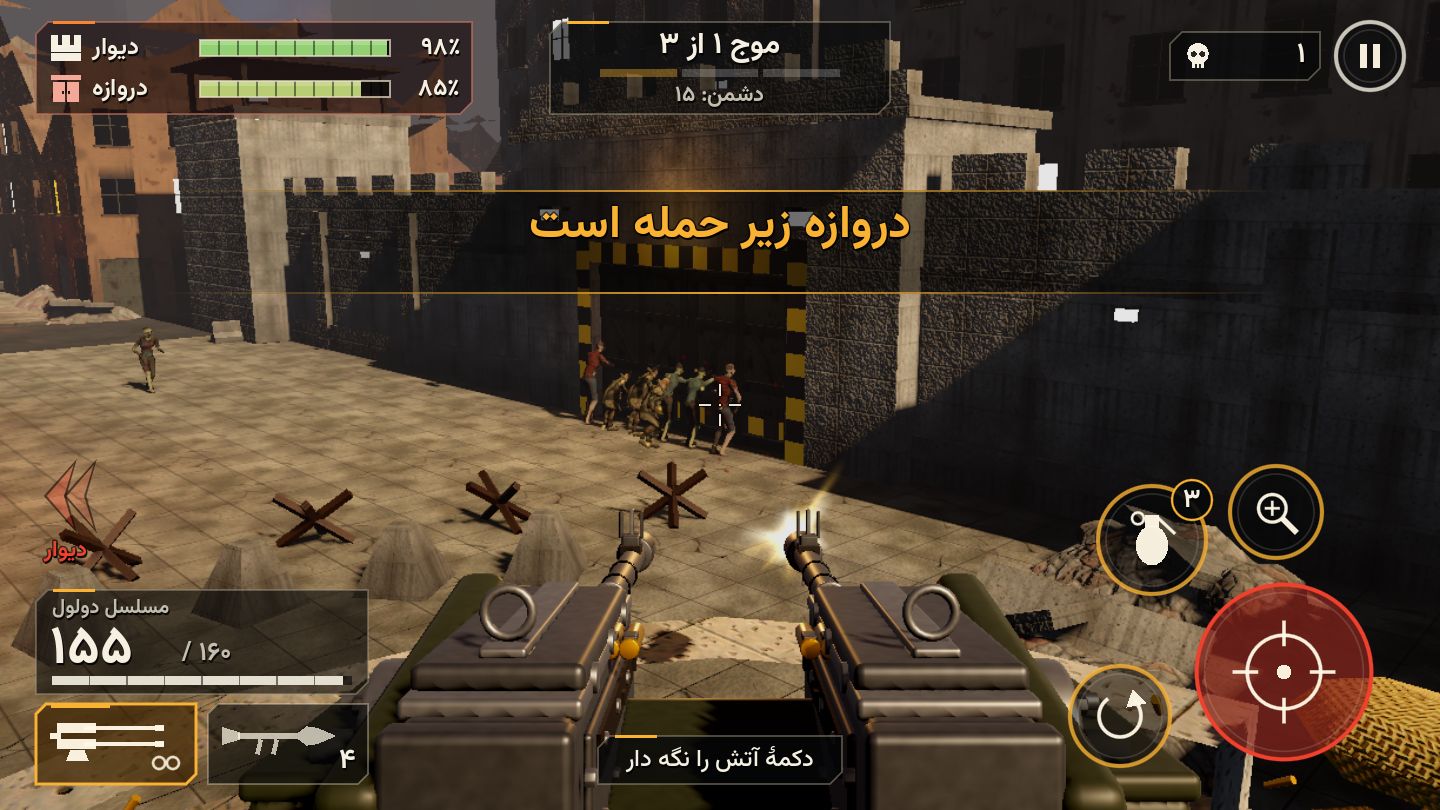 دیوار ۹۸٪
دروازه ۸۵٪
موج ۱ از ۳
دشمن: ۱۵
۱
دروازه زیر حمله است
دیوار
۳
مسلسل دولول
۱۵۵ / ۱۶۰
∞
۴
دکمهٔ آتش را نگه دار